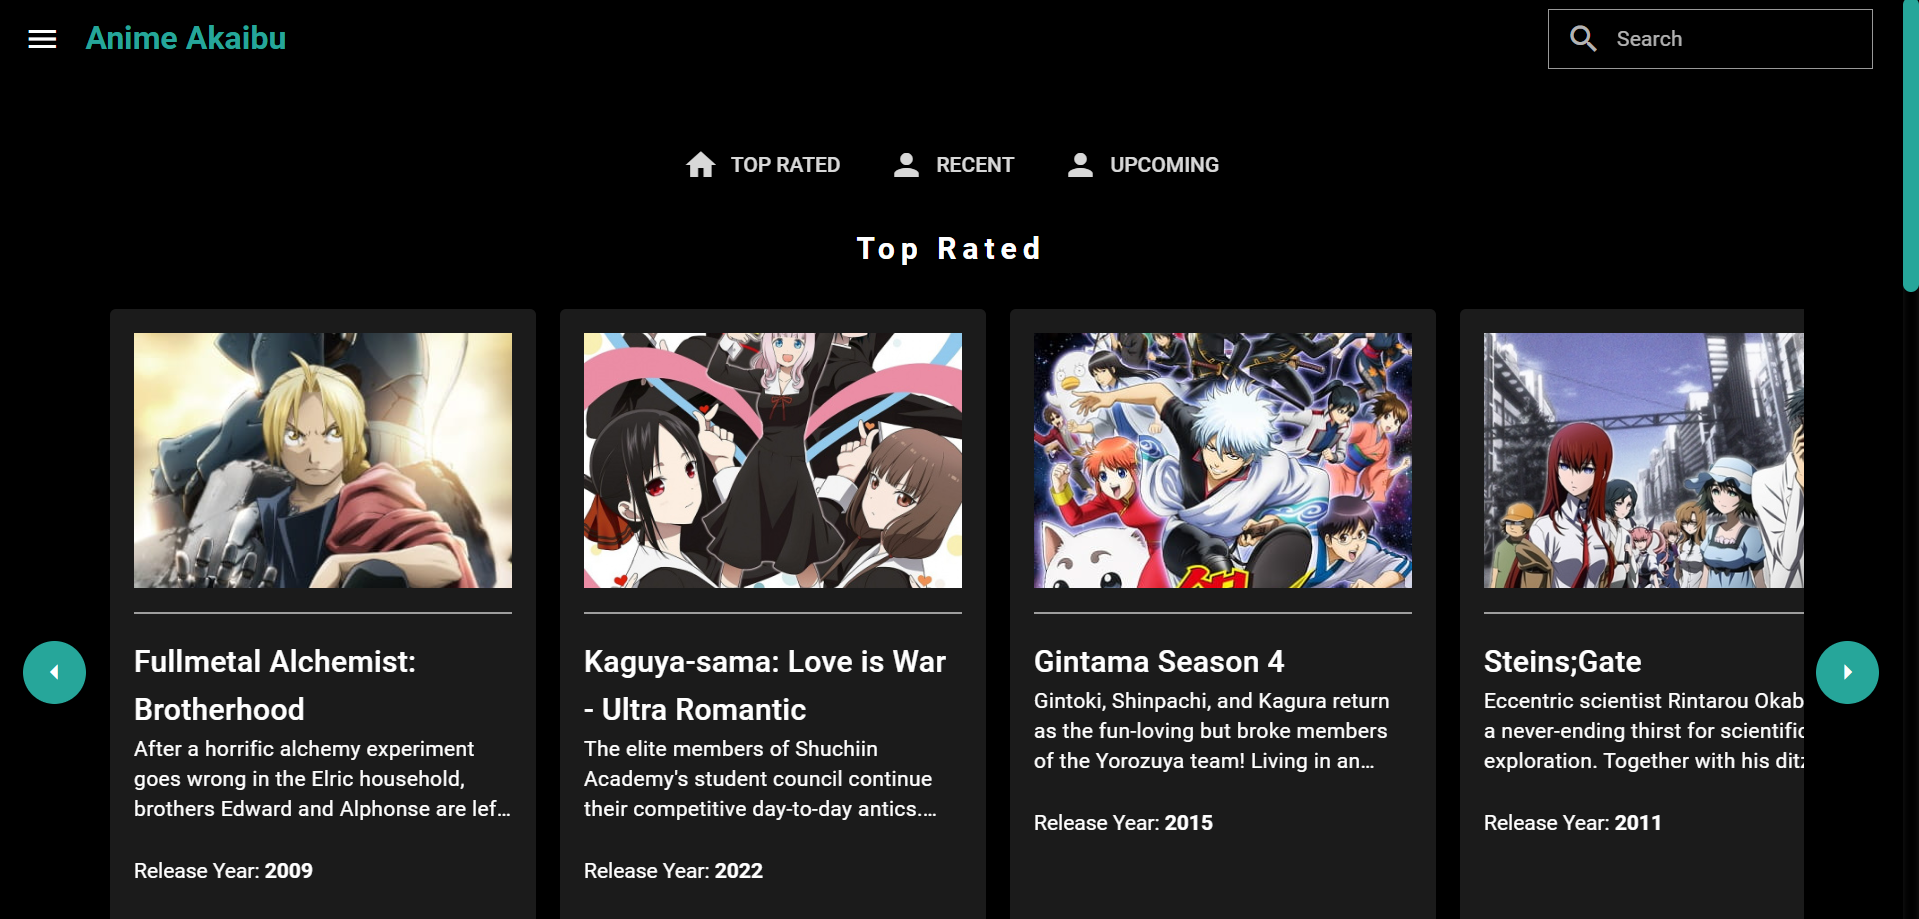 Anime Akaibu
Search
TOP RATED
RECENT
UPCOMING
Top Rated
Fullmetal Alchemist:
Brotherhood
After a horrific alchemy experiment
goes wrong in the Elric household,
brothers Edward and Alphonse are lef…
Release Year: 2009
Kaguya-sama: Love is War
- Ultra Romantic
The elite members of Shuchiin
Academy's student council continue
their competitive day-to-day antics.…
Release Year: 2022
Gintama Season 4
Gintoki, Shinpachi, and Kagura return
as the fun-loving but broke members
of the Yorozuya team! Living in an…
Release Year: 2015
Steins;Gate
Eccentric scientist Rintarou Okab
a never-ending thirst for scientific
exploration. Together with his ditz
Release Year: 2011